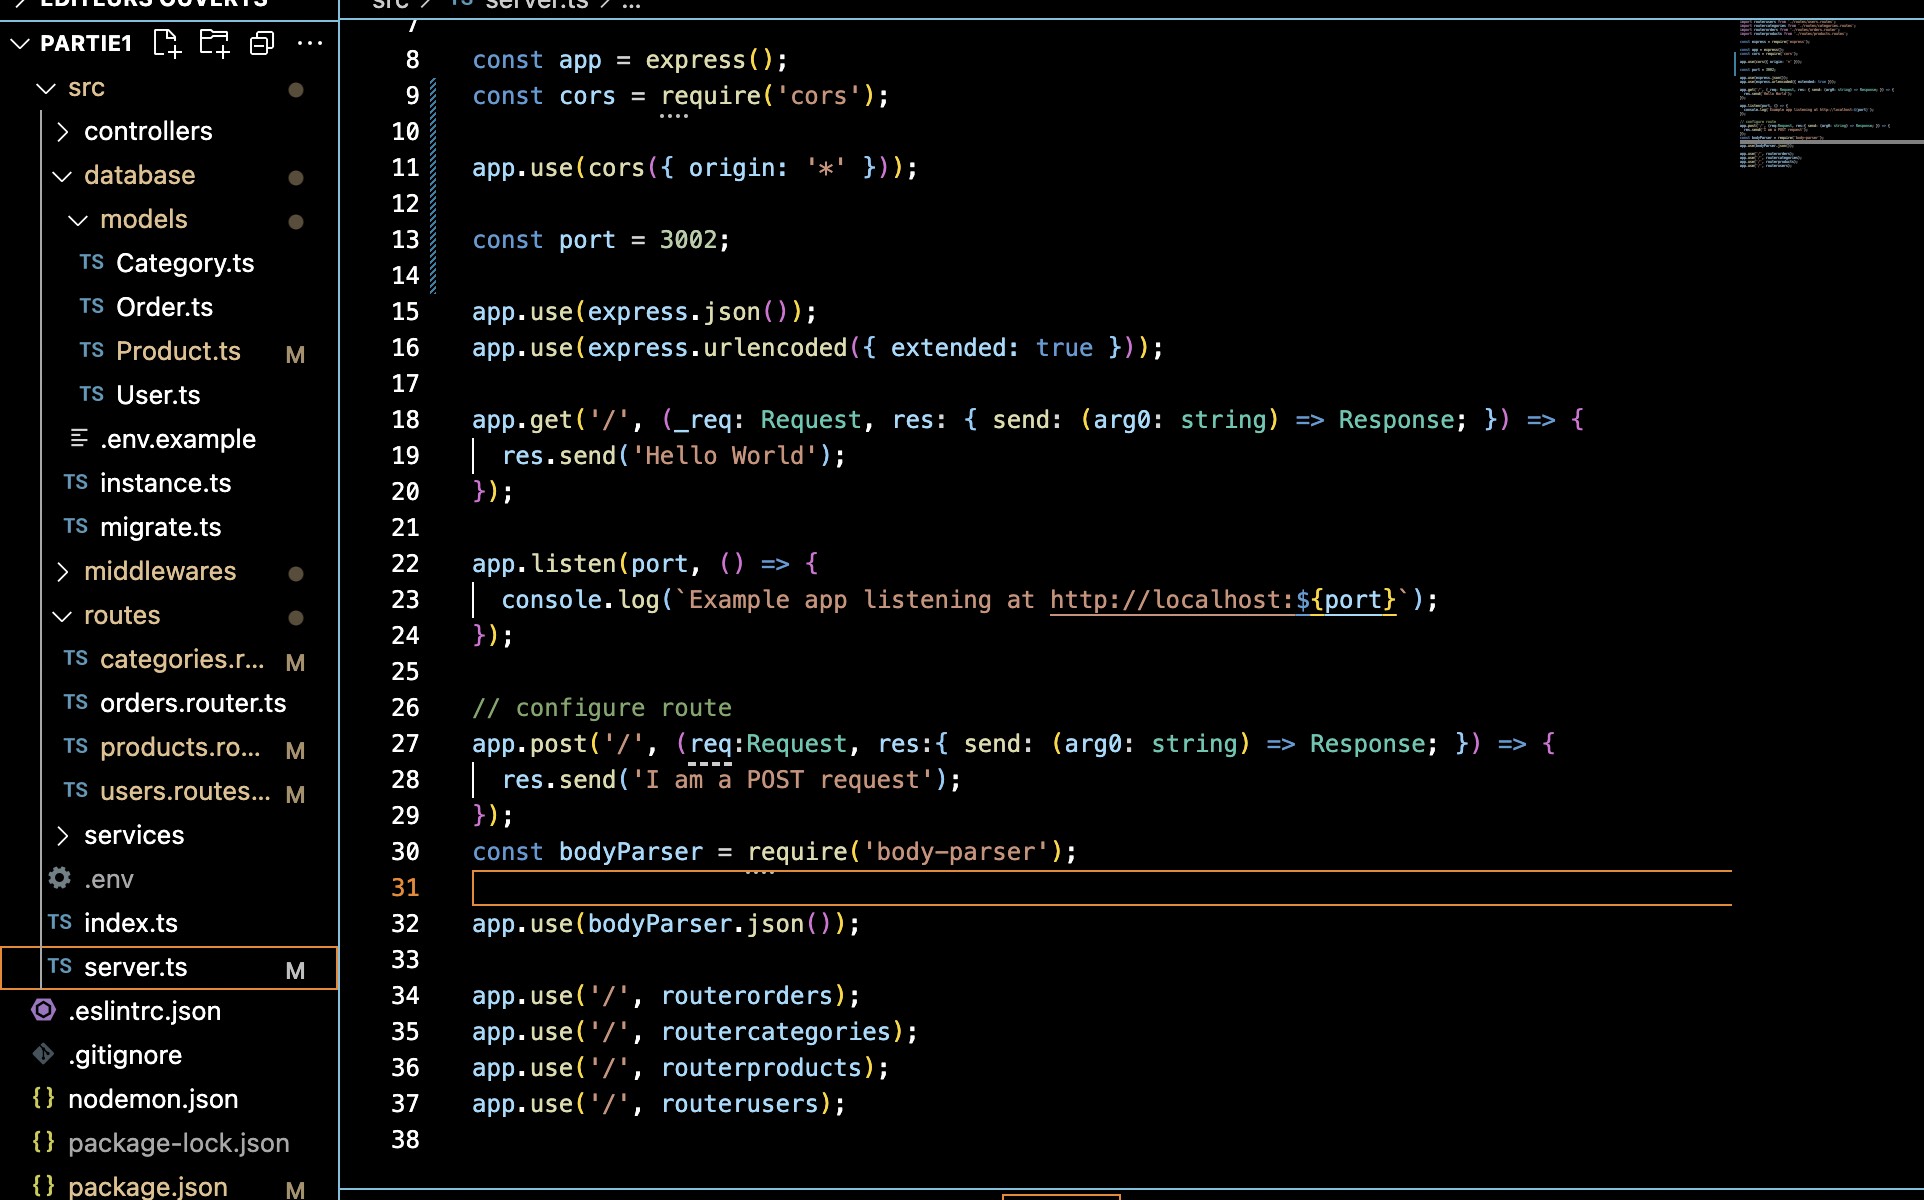 ÉDITEURS OUVERTS
PARTIE1
src
controllers
database
models
TS Category.ts
TS Order.ts
TS Product.ts M
TS User.ts
.env.example
TS instance.ts
TS migrate.ts
middlewares
routes
TS categories.r... M
TS orders.router.ts
TS products.ro... M
TS users.routes... M
services
.env
TS index.ts
TS server.ts M
.eslintrc.json
.gitignore
{} nodemon.json
{} package-lock.json
{} package.json M
src > TS server.ts > ...
7
8 const app = express();
9 const cors = require('cors');
10
11 app.use(cors({ origin: '*' }));
12
13 const port = 3002;
14
15 app.use(express.json());
16 app.use(express.urlencoded({ extended: true }));
17
18 app.get('/', (_req: Request, res: { send: (arg0: string) => Response; }) => {
19 res.send('Hello World');
20 });
21
22 app.listen(port, () => {
23 console.log(`Example app listening at http://localhost:${port}`);
24 });
25
26 // configure route
27 app.post('/', (req:Request, res:{ send: (arg0: string) => Response; }) => {
28 res.send('I am a POST request');
29 });
30 const bodyParser = require('body-parser');
31
32 app.use(bodyParser.json());
33
34 app.use('/', routerorders);
35 app.use('/', routercategories);
36 app.use('/', routerproducts);
37 app.use('/', routerusers);
38